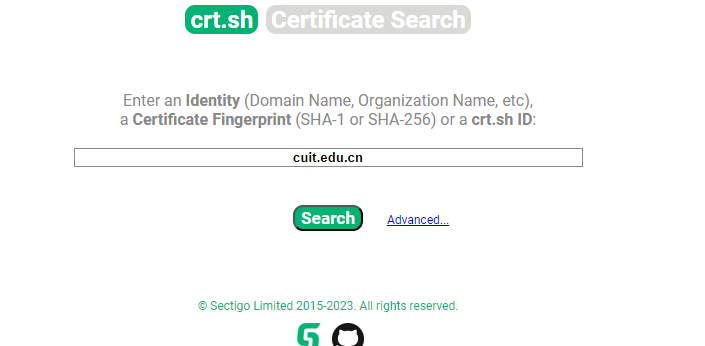 crt.sh Certificate Search
Enter an Identity (Domain Name, Organization Name, etc),
a Certificate Fingerprint (SHA-1 or SHA-256) or a crt.sh ID:
cuit.edu.cn
Search Advanced...
© Sectigo Limited 2015-2023. All rights reserved.